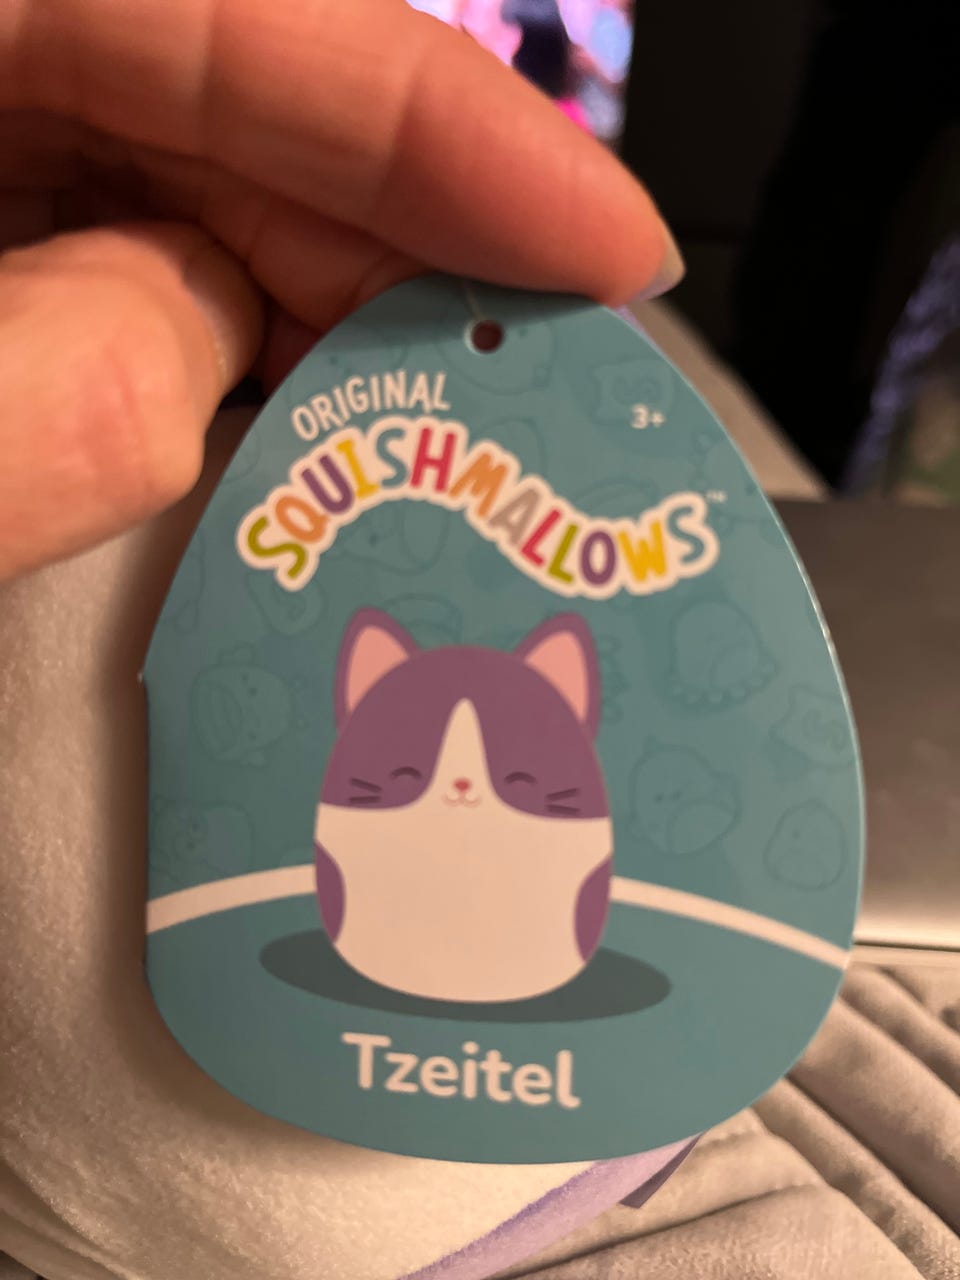 ORIGINAL
SQUISHMALLOWS™
3+
Tzeitel